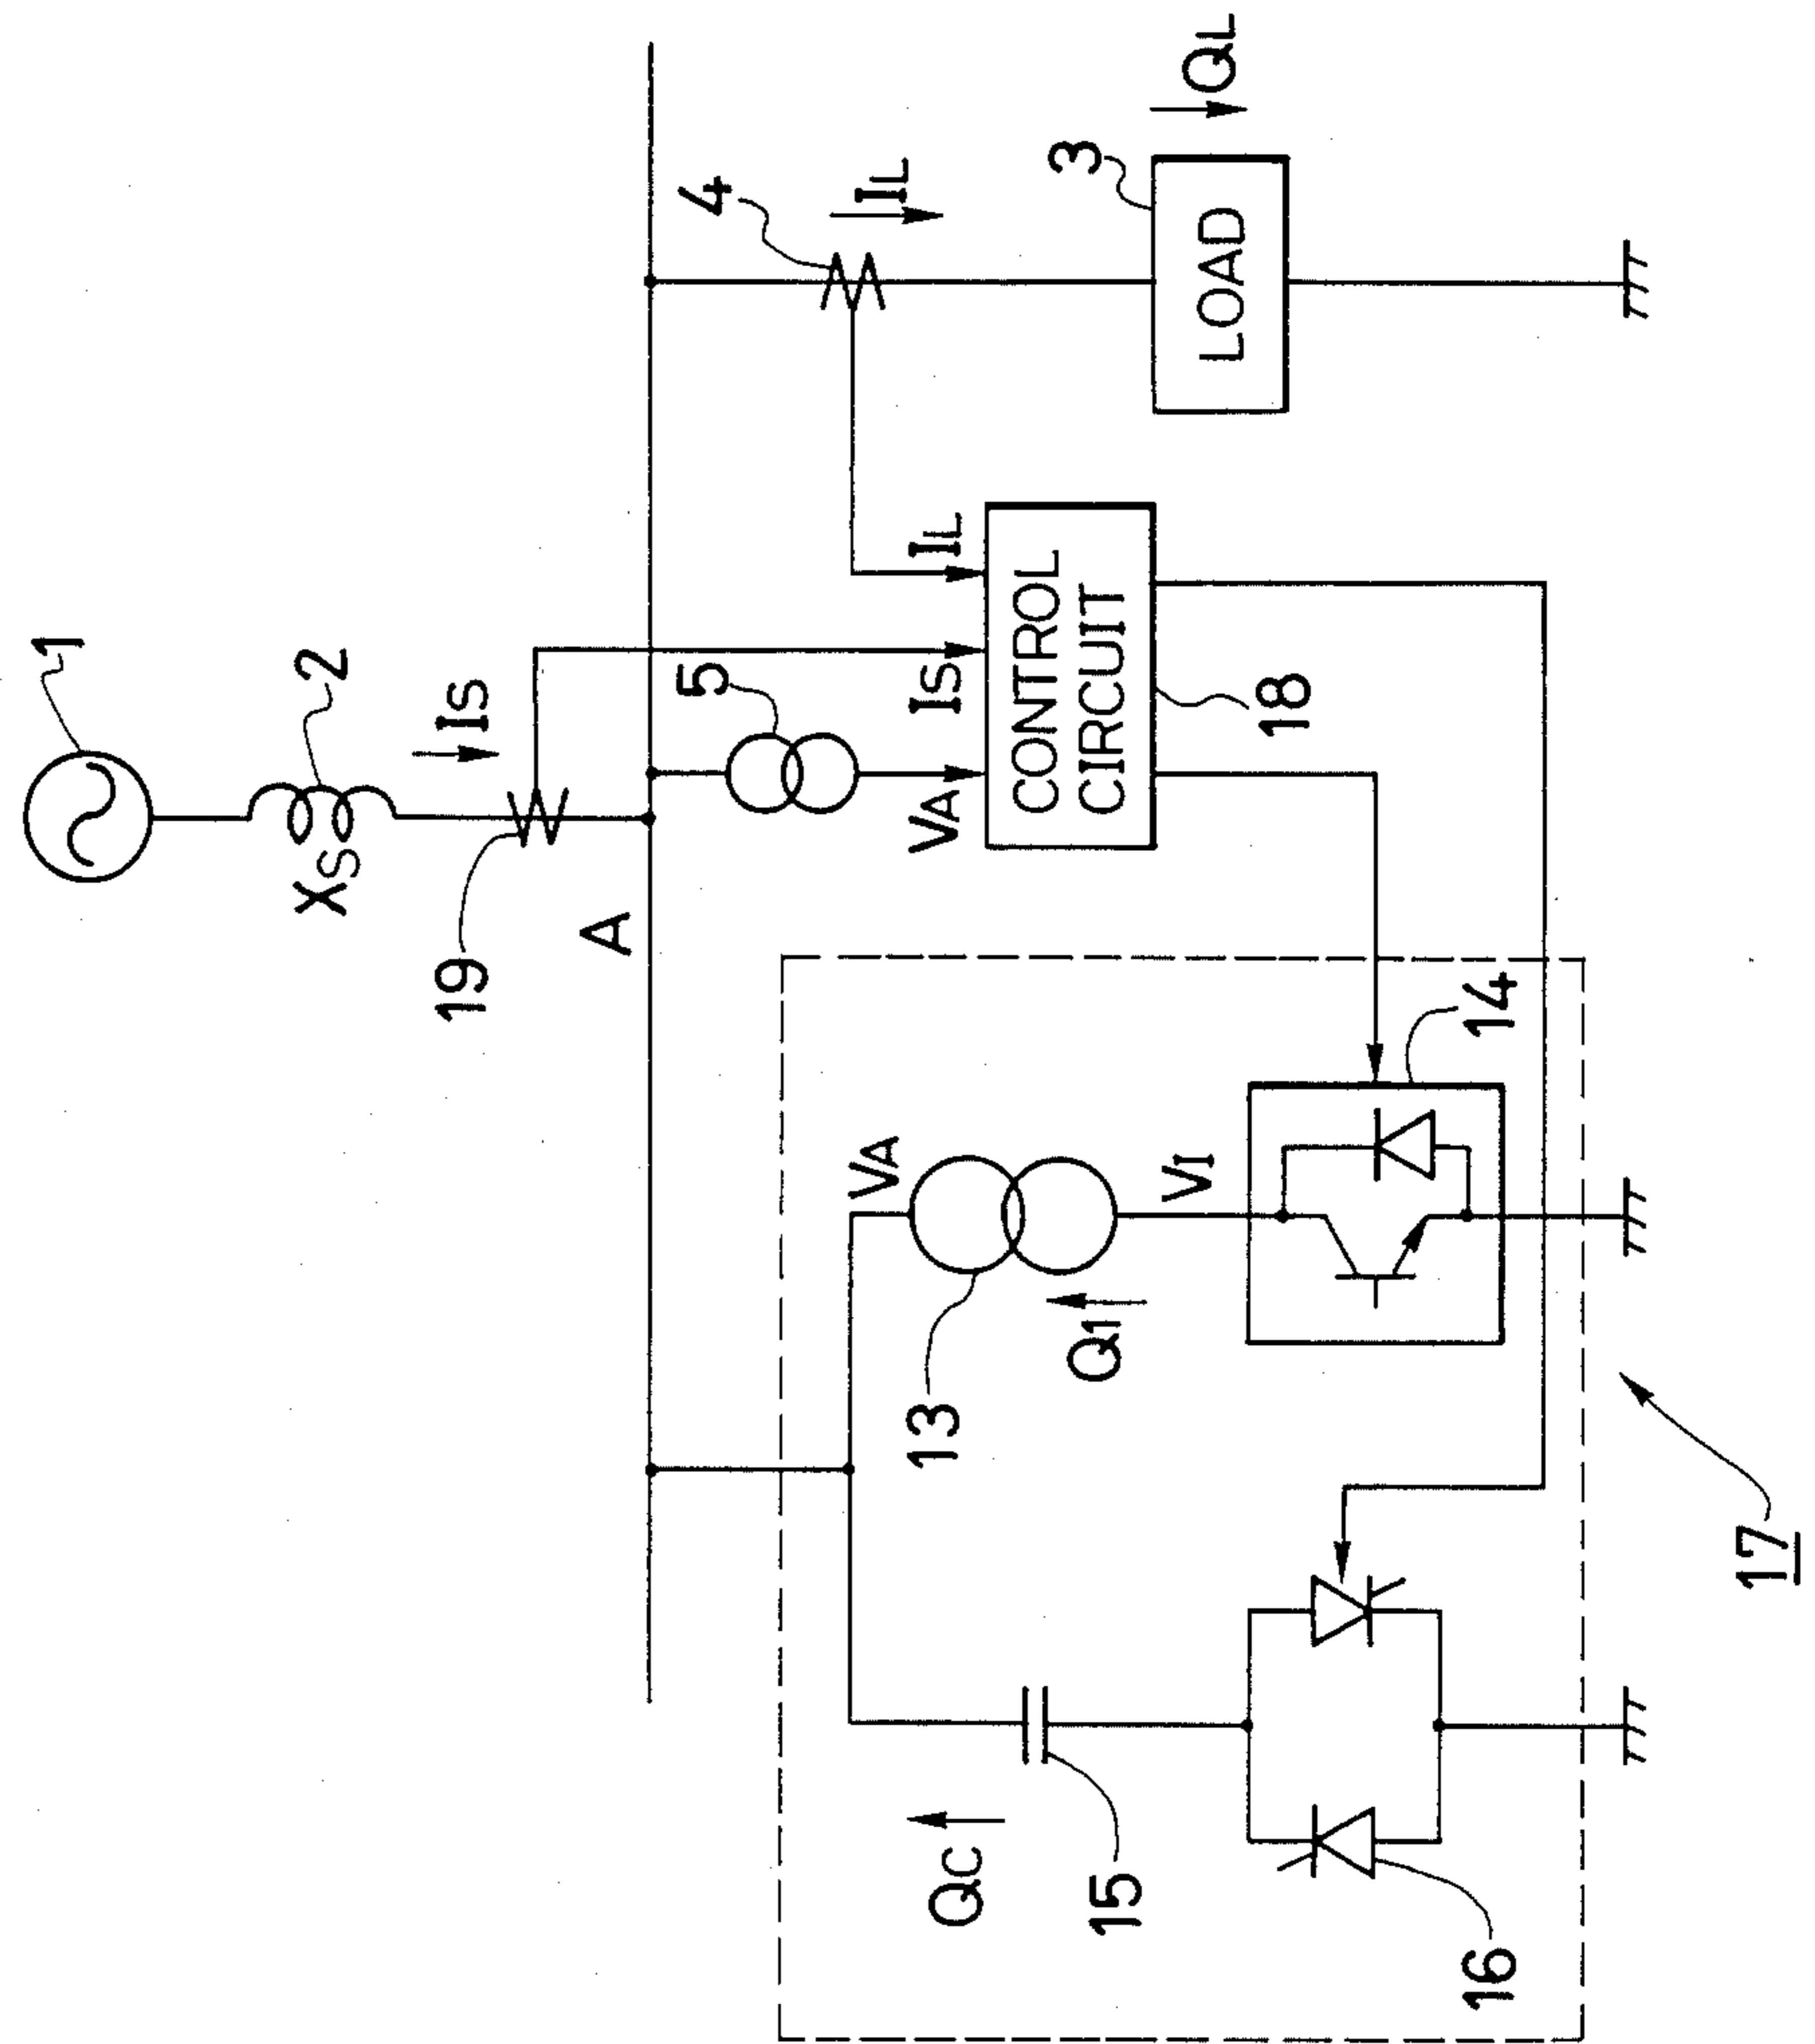 1
2
XS
IS
19
A
5
4
IL
VA
IS
IL
CONTROL
CIRCUIT
18
3
LOAD
QL
VA
13
Q1
VI
14
QC
15
16
17